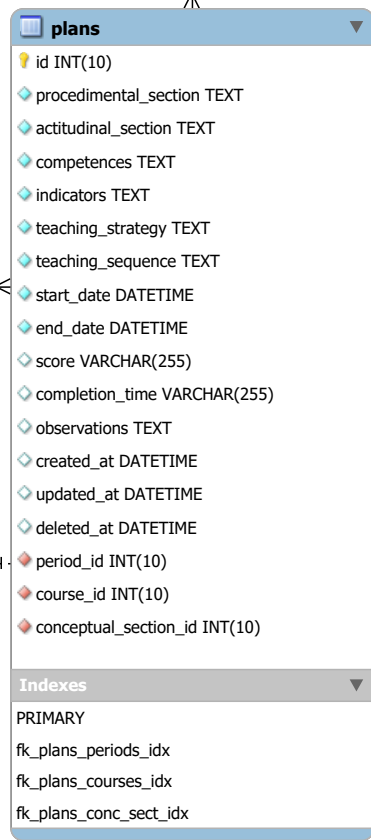 plans
id INT(10)
procedimental_section TEXT
actitudinal_section TEXT
competences TEXT
indicators TEXT
teaching_strategy TEXT
teaching_sequence TEXT
start_date DATETIME
end_date DATETIME
score VARCHAR(255)
completion_time VARCHAR(255)
observations TEXT
created_at DATETIME
updated_at DATETIME
deleted_at DATETIME
period_id INT(10)
course_id INT(10)
conceptual_section_id INT(10)
Indexes
PRIMARY
fk_plans_periods_idx
fk_plans_courses_idx
fk_plans_conc_sect_idx